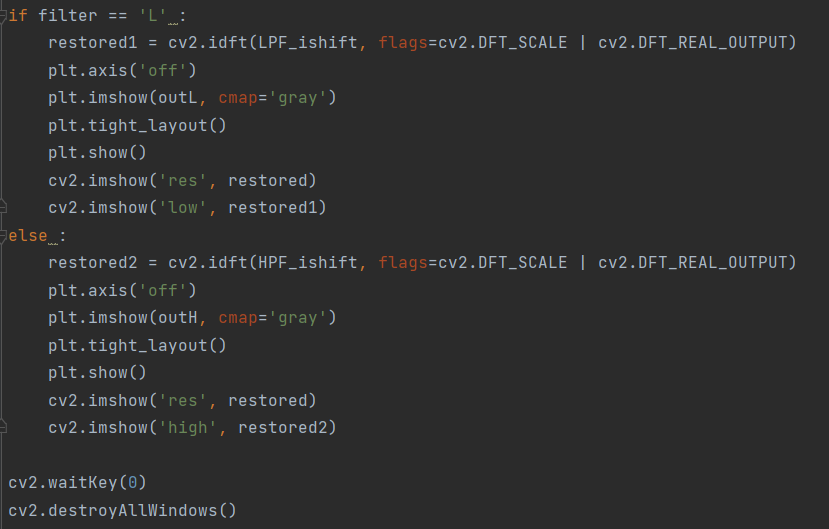 if filter == 'L' :
    restored1 = cv2.idft(LPF_ishift, flags=cv2.DFT_SCALE | cv2.DFT_REAL_OUTPUT)
    plt.axis('off')
    plt.imshow(outL, cmap='gray')
    plt.tight_layout()
    plt.show()
    cv2.imshow('res', restored)
    cv2.imshow('low', restored1)
else :
    restored2 = cv2.idft(HPF_ishift, flags=cv2.DFT_SCALE | cv2.DFT_REAL_OUTPUT)
    plt.axis('off')
    plt.imshow(outH, cmap='gray')
    plt.tight_layout()
    plt.show()
    cv2.imshow('res', restored)
    cv2.imshow('high', restored2)

cv2.waitKey(0)
cv2.destroyAllWindows()